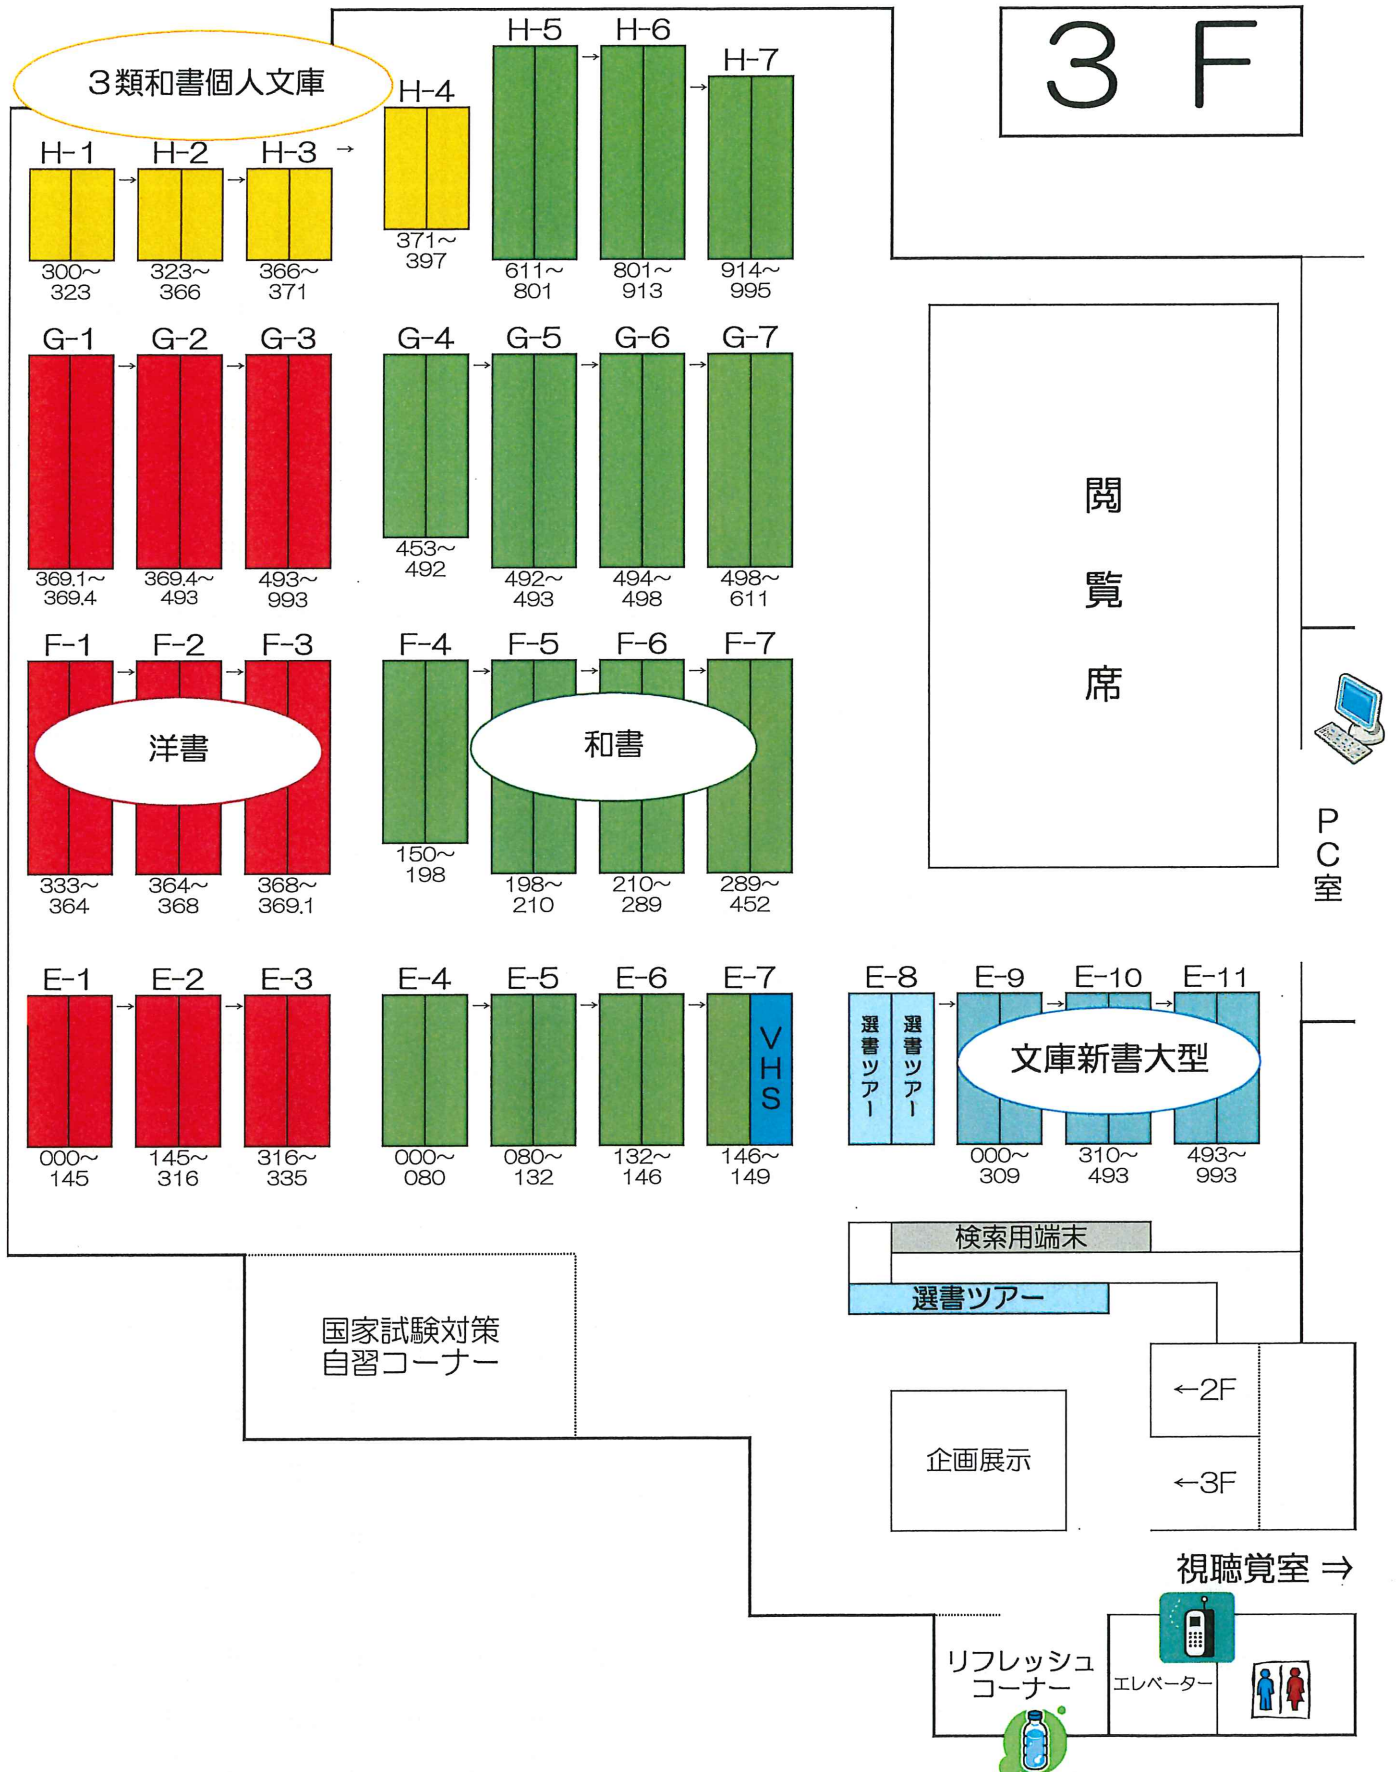 3 F
3類和書個人文庫
H-1 → H-2 → H-3 → H-4
H-5 → H-6 → H-7
300～
323
323～
366
366～
371
371～
397
611～
801
801～
913
914～
995
G-1 → G-2 → G-3
G-4 → G-5 → G-6 → G-7
369.1～
369.4
369.4～
493
493～
993
453～
492
492～
493
494～
498
498～
611
閲覧席
F-1 → F-2 → F-3
F-4 → F-5 → F-6 → F-7
洋書
和書
333～
364
364～
368
368～
369.1
150～
198
198～
210
210～
289
289～
452
PC室
E-1 → E-2 → E-3
E-4 → E-5 → E-6 → E-7
E-8 → E-9 → E-10 → E-11
VHS
選書ツアー
選書ツアー
文庫新書大型
000～
145
145～
316
316～
335
000～
080
080～
132
132～
146
146～
149
000～
309
310～
493
493～
993
検索用端末
選書ツアー
国家試験対策
自習コーナー
←2F
企画展示
←3F
視聴覚室 ⇒
リフレッシュ
コーナー
エレベーター